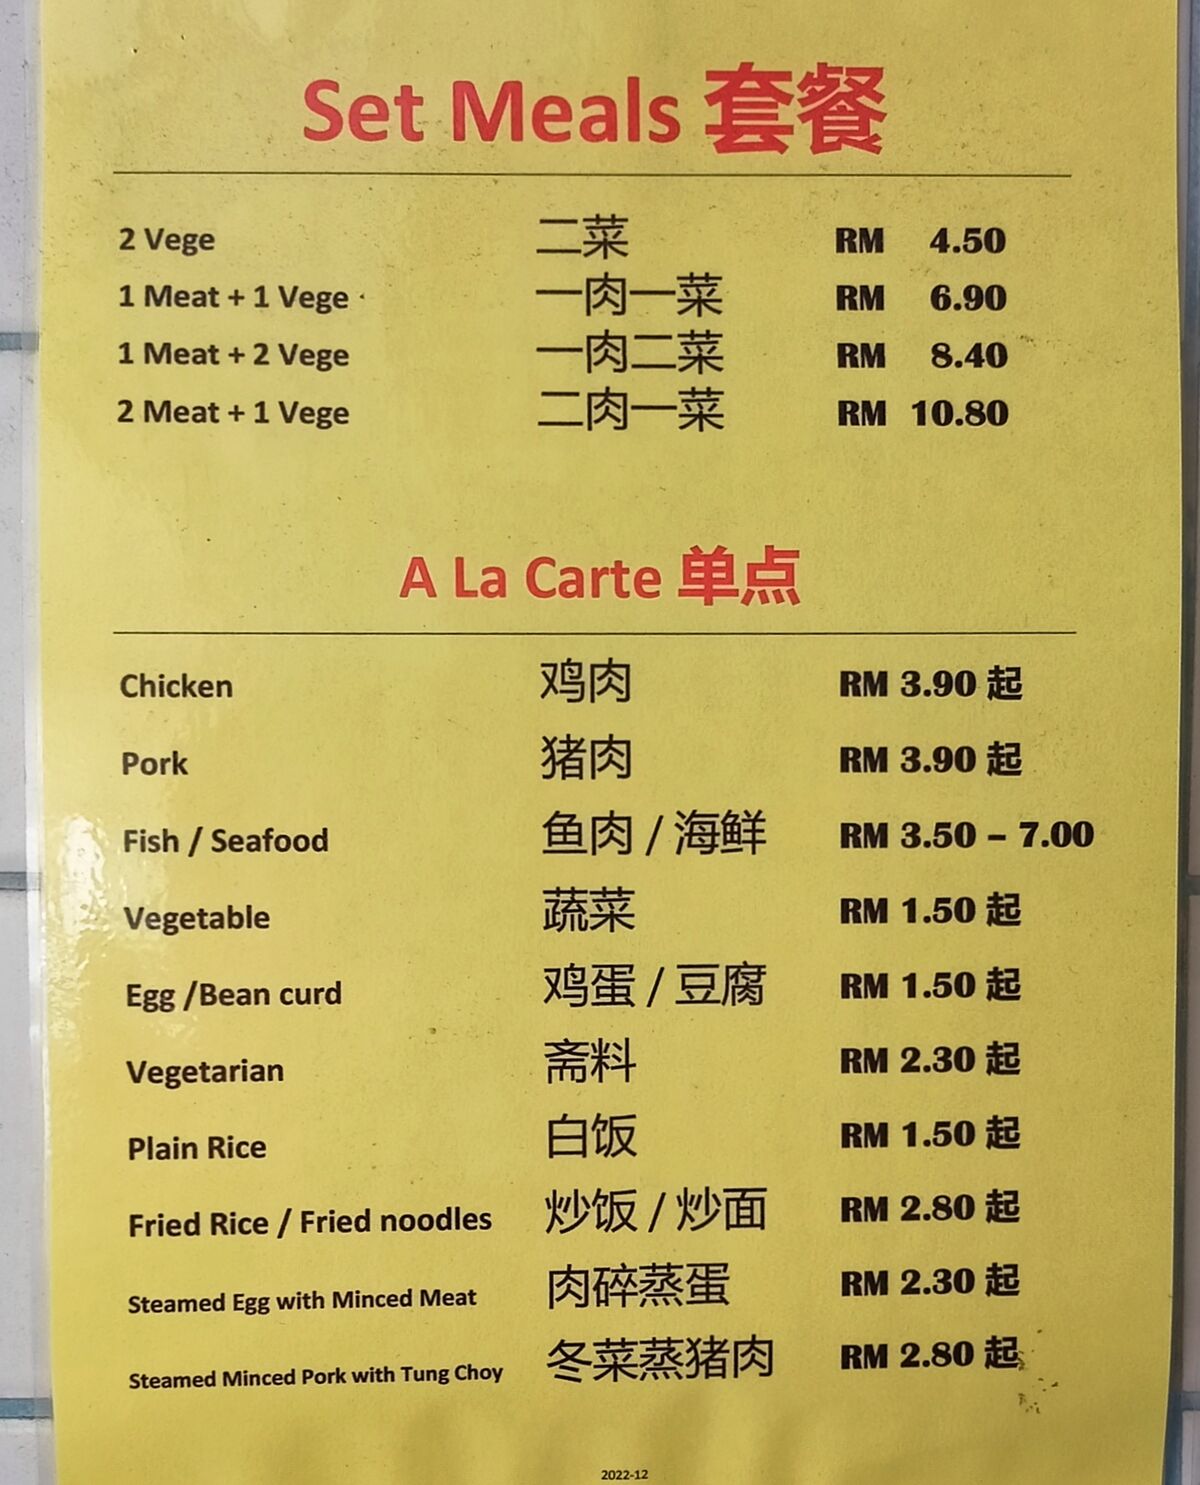 Set Meals 套餐
2 Vege 二菜 RM 4.50
1 Meat + 1 Vege 一肉一菜 RM 6.90
1 Meat + 2 Vege 一肉二菜 RM 8.40
2 Meat + 1 Vege 二肉一菜 RM 10.80
A La Carte 单点
Chicken 鸡肉 RM 3.90 起
Pork 猪肉 RM 3.90 起
Fish / Seafood 鱼肉 / 海鲜 RM 3.50 – 7.00
Vegetable 蔬菜 RM 1.50 起
Egg /Bean curd 鸡蛋 / 豆腐 RM 1.50 起
Vegetarian 斋料 RM 2.30 起
Plain Rice 白饭 RM 1.50 起
Fried Rice / Fried noodles 炒饭 / 炒面 RM 2.80 起
Steamed Egg with Minced Meat 肉碎蒸蛋 RM 2.30 起
Steamed Minced Pork with Tung Choy 冬菜蒸猪肉 RM 2.80 起
2022-12